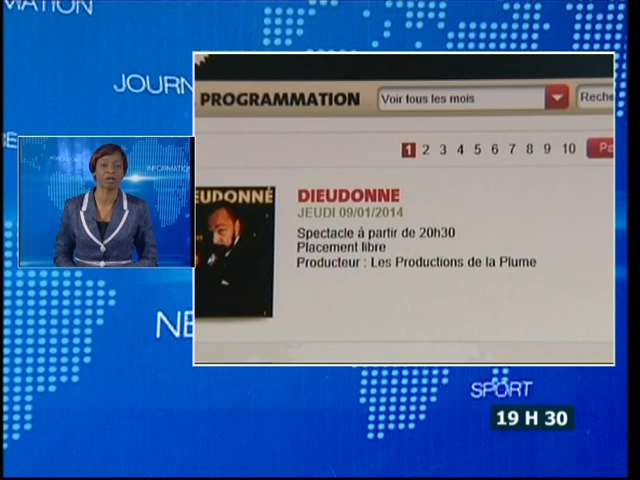 MATION
JOURN
PROGRAMMATION
Voir tous les mois
Reche
1 2 3 4 5 6 7 8 9 10
INFORMATION
EUDONNE
DIEUDONNE
JEUDI 09/01/2014
Spectacle à partir de 20h30
Placement libre
Producteur : Les Productions de la Plume
NE
SPORT
19 H 30